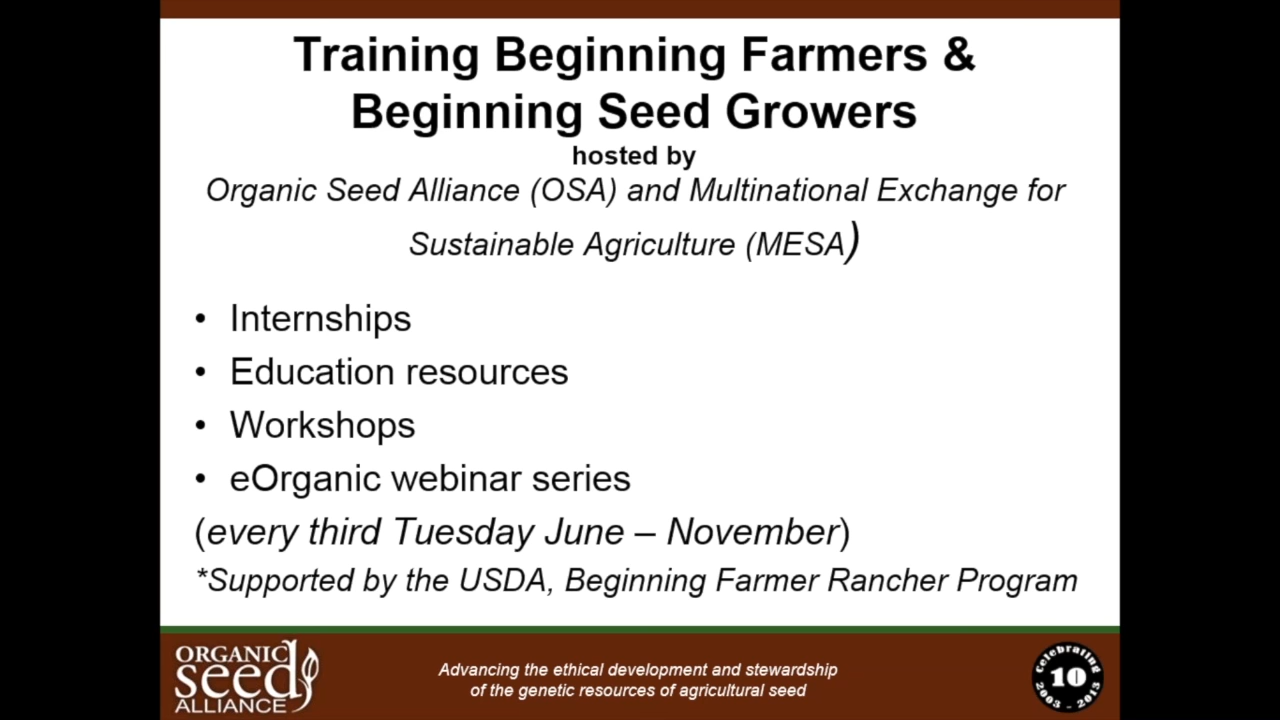 Training Beginning Farmers &
Beginning Seed Growers
hosted by
Organic Seed Alliance (OSA) and Multinational Exchange for
Sustainable Agriculture (MESA)
• Internships
• Education resources
• Workshops
• eOrganic webinar series
(every third Tuesday June – November)
*Supported by the USDA, Beginning Farmer Rancher Program
ORGANIC
seed
ALLIANCE
Advancing the ethical development and stewardship
of the genetic resources of agricultural seed
Celebrating
10
2003 - 2013